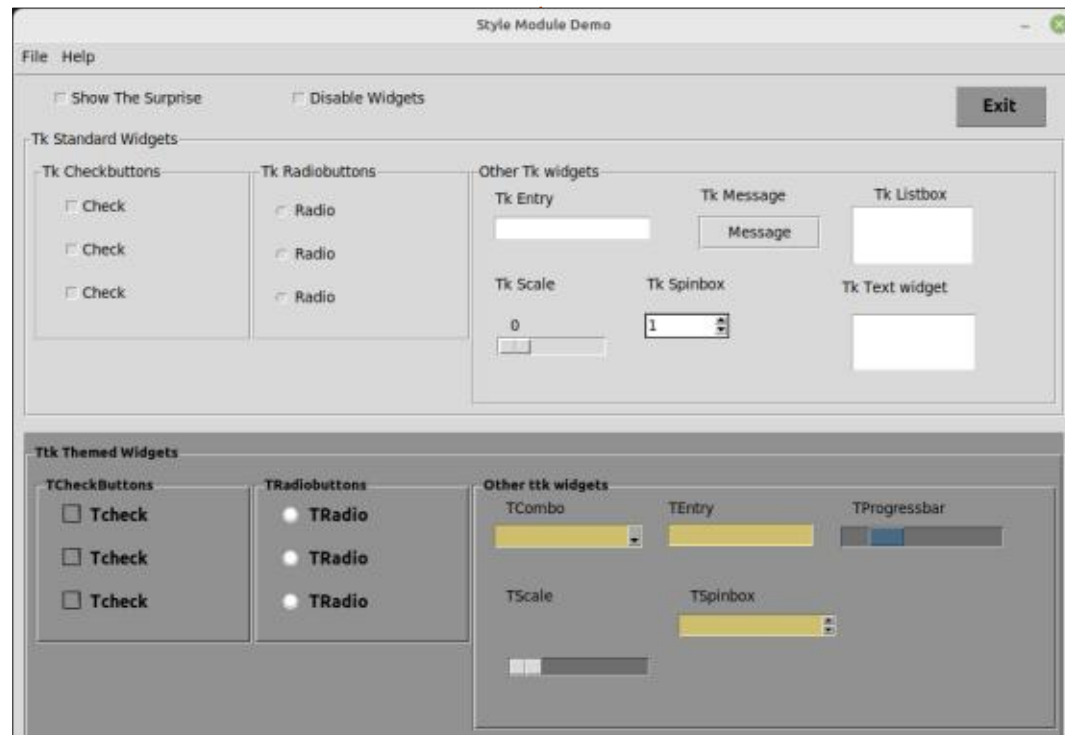 Style Module Demo
File Help
Show The Surprise
Disable Widgets
Exit
Tk Standard Widgets
Tk Checkbuttons
Check
Check
Check
Tk Radiobuttons
Radio
Radio
Radio
Other Tk widgets
Tk Entry
Tk Message
Message
Tk Listbox
Tk Scale
0
Tk Spinbox
1
Tk Text widget
Ttk Themed Widgets
TCheckButtons
Tcheck
Tcheck
Tcheck
TRadiobuttons
TRadio
TRadio
TRadio
Other ttk widgets
TCombo
TEntry
TProgressbar
TScale
TSpinbox